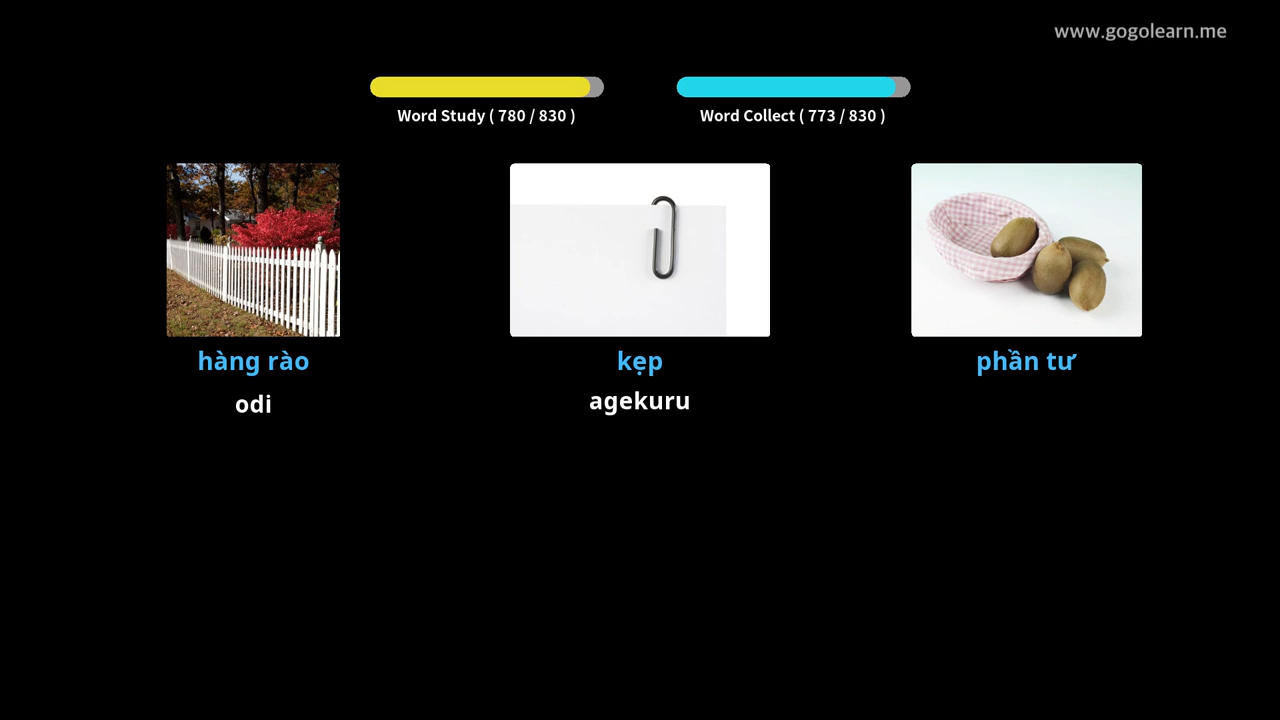 www.gogolearn.me
Word Study ( 780 / 830 )
Word Collect ( 773 / 830 )
hàng rào
kẹp
phần tư
odi
agekuru